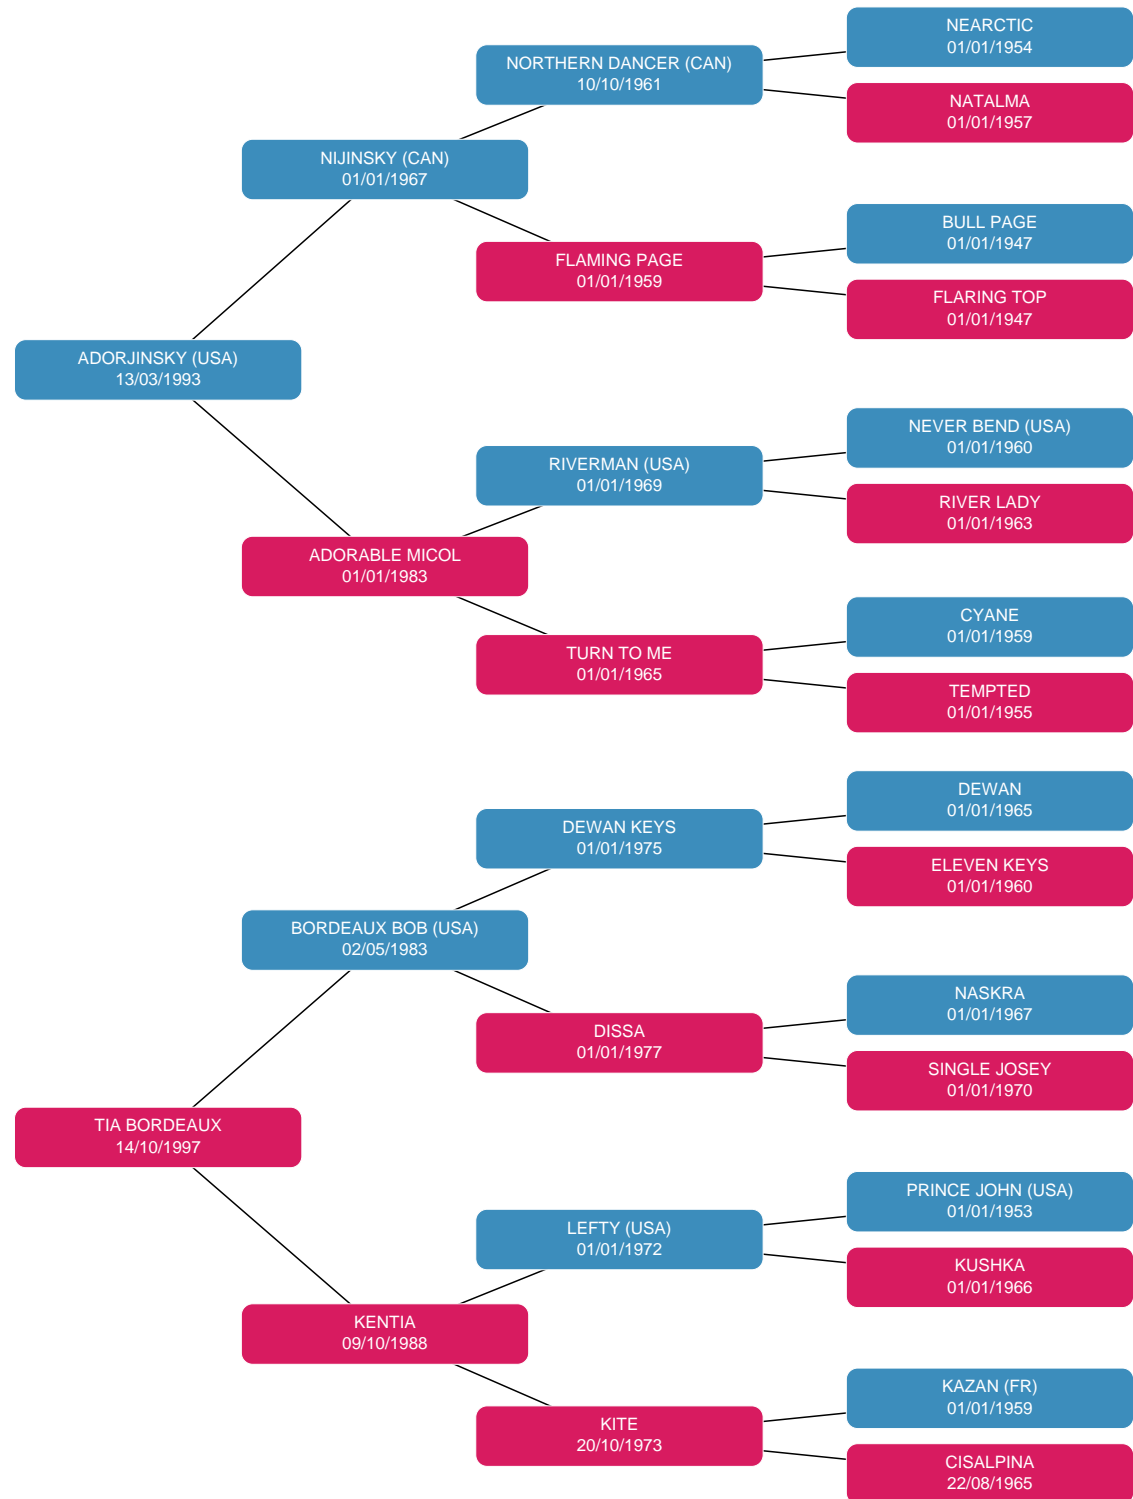 NEARCTIC
01/01/1954
NORTHERN DANCER (CAN)
10/10/1961
NATALMA
01/01/1957
NIJINSKY (CAN)
01/01/1967
BULL PAGE
01/01/1947
FLAMING PAGE
01/01/1959
FLARING TOP
01/01/1947
ADORJINSKY (USA)
13/03/1993
NEVER BEND (USA)
01/01/1960
RIVERMAN (USA)
01/01/1969
RIVER LADY
01/01/1963
ADORABLE MICOL
01/01/1983
CYANE
01/01/1959
TURN TO ME
01/01/1965
TEMPTED
01/01/1955
DEWAN
01/01/1965
DEWAN KEYS
01/01/1975
ELEVEN KEYS
01/01/1960
BORDEAUX BOB (USA)
02/05/1983
NASKRA
01/01/1967
DISSA
01/01/1977
SINGLE JOSEY
01/01/1970
TIA BORDEAUX
14/10/1997
PRINCE JOHN (USA)
01/01/1953
LEFTY (USA)
01/01/1972
KUSHKA
01/01/1966
KENTIA
09/10/1988
KAZAN (FR)
01/01/1959
KITE
20/10/1973
CISALPINA
22/08/1965